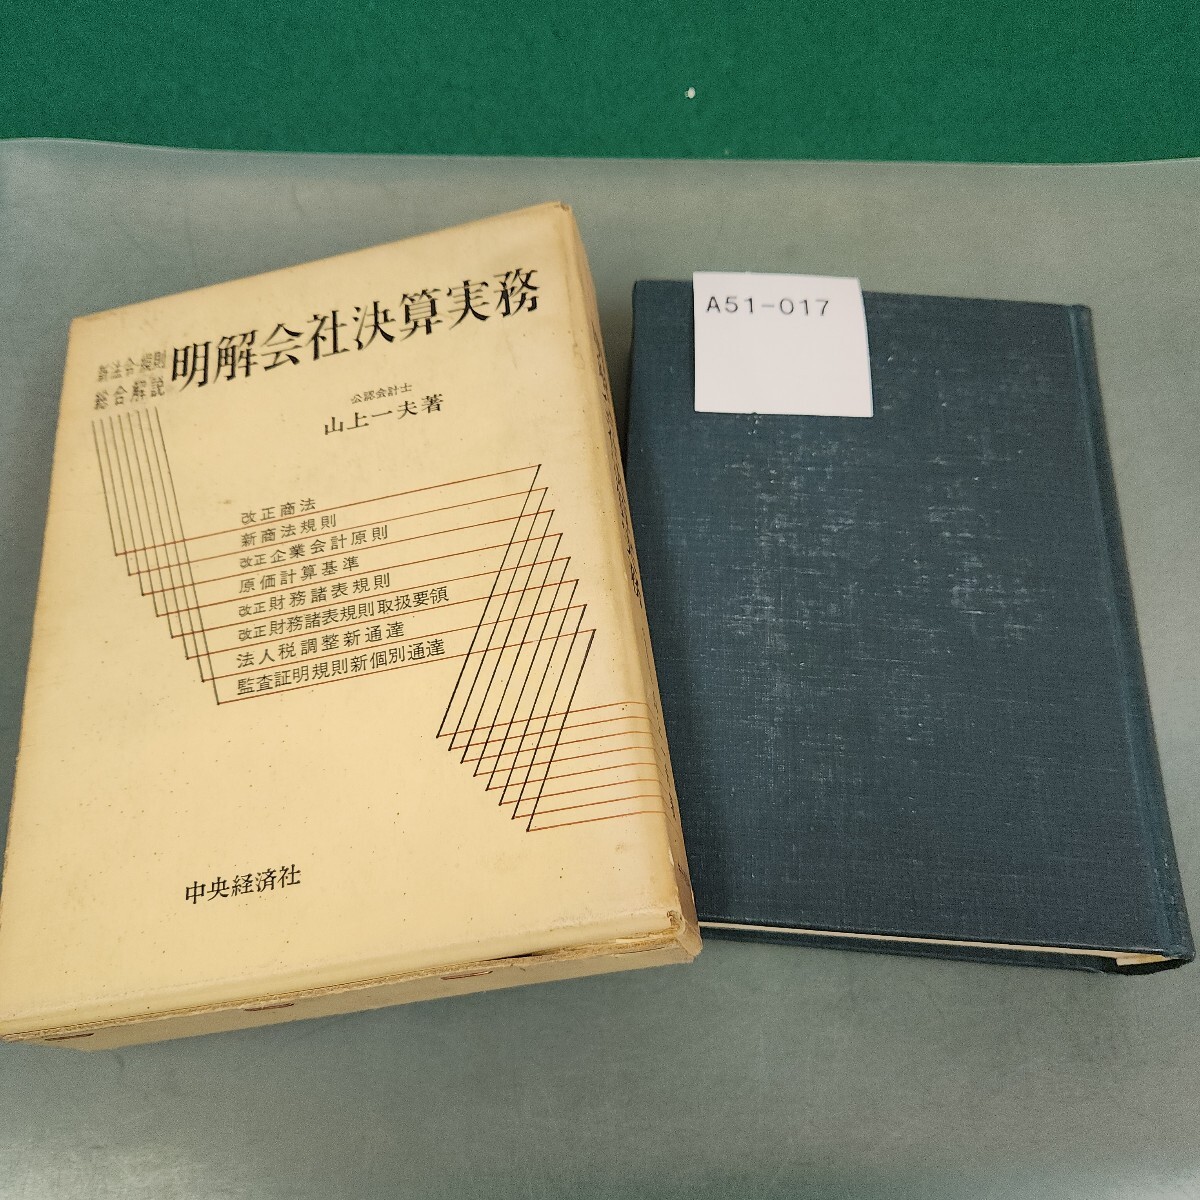 新法令・規則
総合解説
明解会社決算実務
公認会計士
山上一夫著
改正商法
新商法規則
改正企業会計原則
原価計算基準
改正財務諸表規則
改正財務諸表規則取扱要領
法人税調整新通達
監査証明規則新個別通達
中央経済社
A51-017